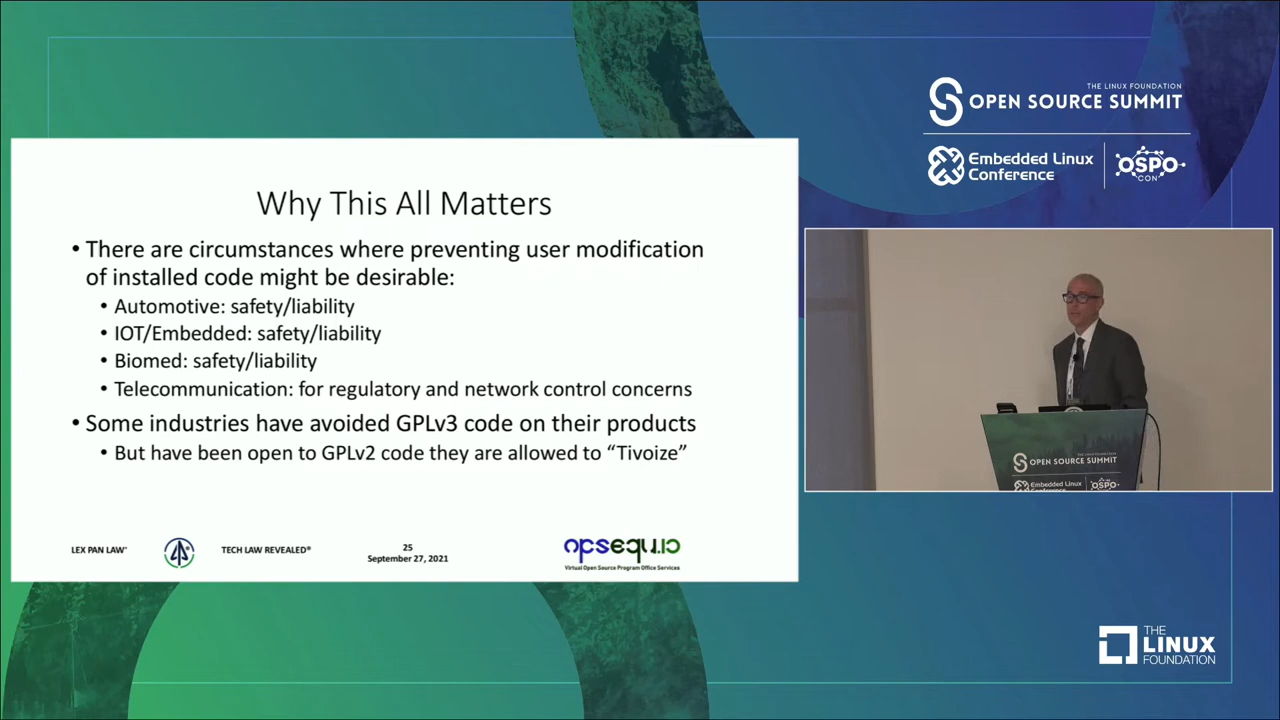 THE LINUX FOUNDATION
OPEN SOURCE SUMMIT
Embedded Linux
Conference
OSPO
CON
Why This All Matters
• There are circumstances where preventing user modification
of installed code might be desirable:
• Automotive: safety/liability
• IOT/Embedded: safety/liability
• Biomed: safety/liability
• Telecommunication: for regulatory and network control concerns
• Some industries have avoided GPLv3 code on their products
• But have been open to GPLv2 code they are allowed to “Tivoize”
LEX PAN LAW
TECH LAW REVEALED®
25
September 27, 2021
opsequ.io
Virtual Open Source Program Office Services
OPEN SOURCE SUMMIT
Embedded Linux
OSPO
THE
LINUX
FOUNDATION